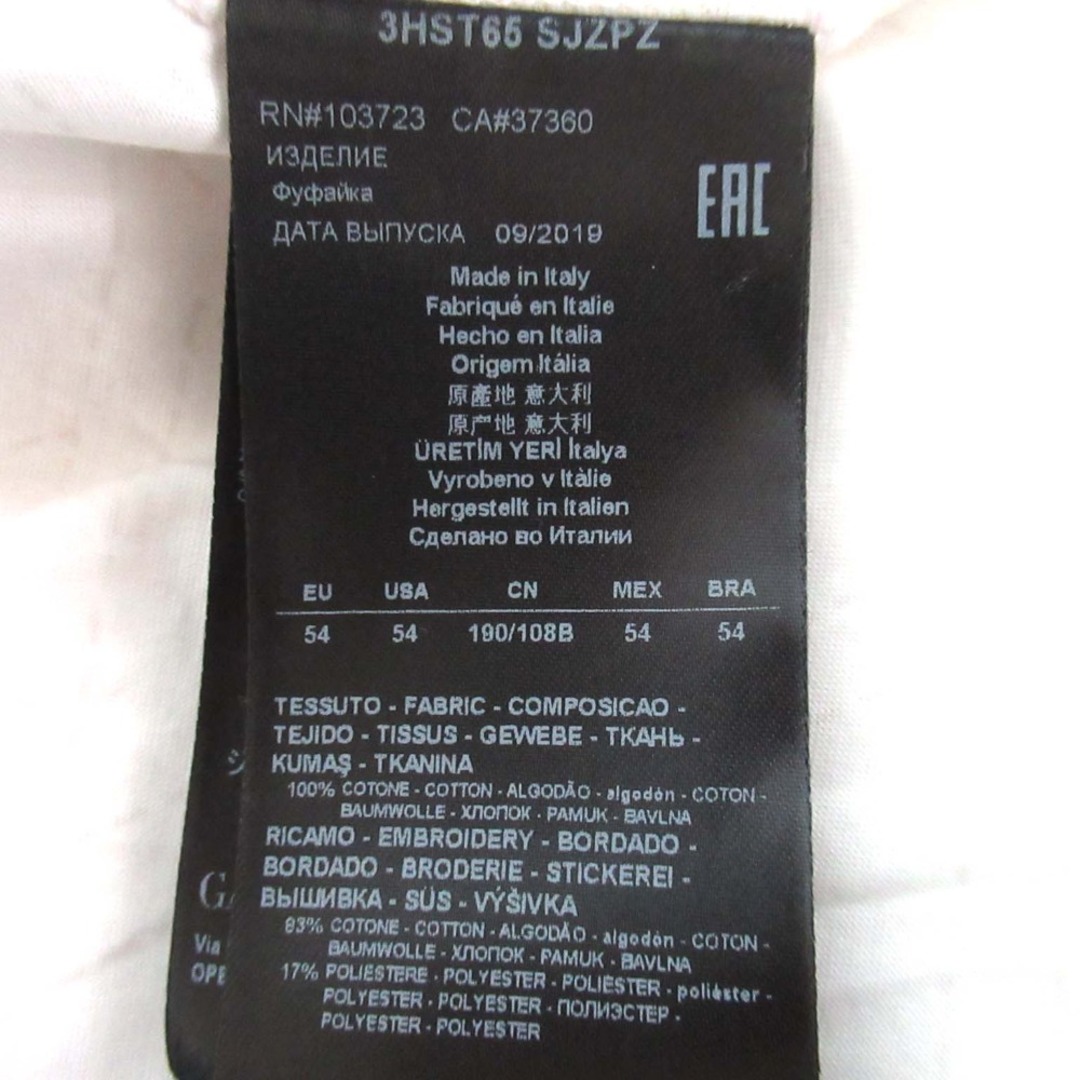 3HST65 SJZPZ
RN#103723 CA#37360
ИЗДЕЛИЕ
Фуфайка
EAC
ДАТА ВЫПУСКА 09/2019
Made in Italy
Fabriqué en Italie
Hecho en Italia
Origem Itália
原產地 意大利
原产地 意大利
ÜRETİM YERİ İtalya
Vyrobeno v Itàlie
Hergestellt in Italien
Сделано во Италии
EU USA CN MEX BRA
54 54 190/108B 54 54
TESSUTO - FABRIC - COMPOSICAO -
TEJIDO - TISSUS - GEWEBE - ТКАНЬ -
KUMAŞ - TKANINA
100% COTONE - COTTON - ALGODÃO - algodón - COTON -
BAUMWOLLE - ХЛОПОК - PAMUK - BAVLNA
RICAMO - EMBROIDERY - BORDADO -
BORDADO - BRODERIE - STICKEREI -
ВЫШИВКА - SÜS - VÝŠIVKA
83% COTONE - COTTON - ALGODÃO - algodón - COTON -
BAUMWOLLE - ХЛОПОК - PAMUK - BAVLNA
17% POLIESTERE - POLYESTER - POLIÉSTER - poliéster -
POLYESTER - POLYESTER - ПОЛИЭСТЕР -
POLYESTER - POLYESTER
Via